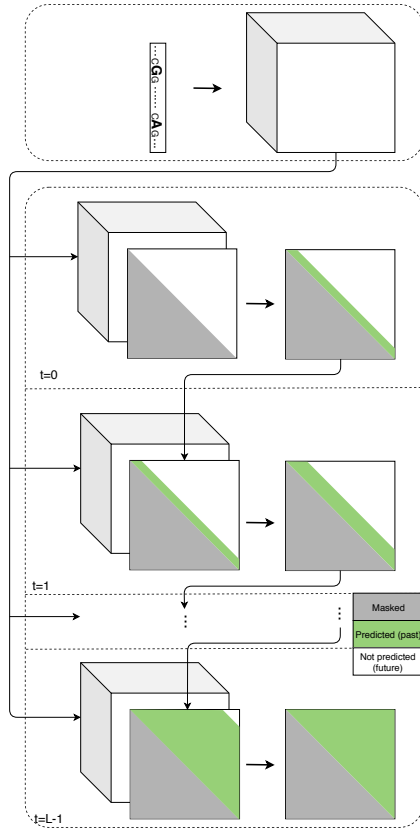 ...CGG ...... CAG...
t=0
t=1
...
...
Masked
Predicted (past)
Not predicted
(future)
t=L-1